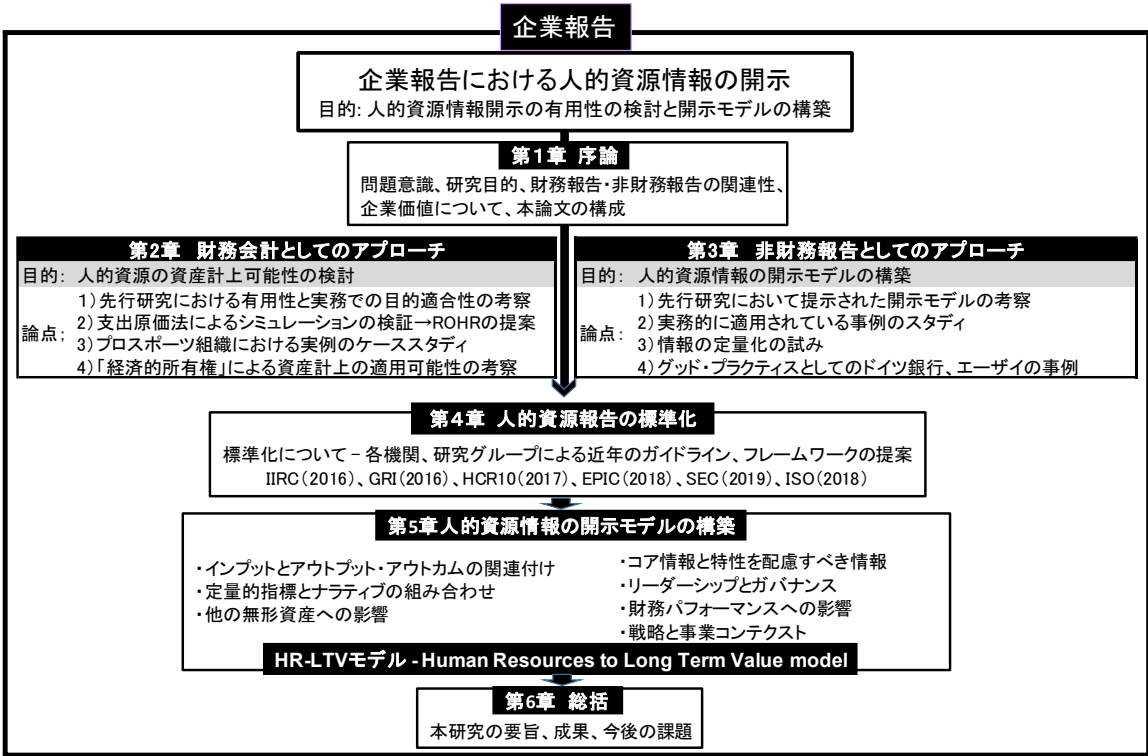 企業報告
企業報告における人的資源情報の開示
目的: 人的資源情報開示の有用性の検討と開示モデルの構築
第1章 序論
問題意識、研究目的、財務報告・非財務報告の関連性、
企業価値について、本論文の構成
第2章 財務会計としてのアプローチ
目的: 人的資源の資産計上可能性の検討
論点;
1)先行研究における有用性と実務での目的適合性の考察
2)支出原価法によるシミュレーションの検証→ROHRの提案
3)プロスポーツ組織における実例のケーススタディ
4)「経済的所有権」による資産計上の適用可能性の考察
第3章 非財務報告としてのアプローチ
目的: 人的資源情報の開示モデルの構築
論点:
1)先行研究において提示された開示モデルの考察
2)実務的に適用されている事例のスタディ
3)情報の定量化の試み
4)グッド・プラクティスとしてのドイツ銀行、エーザイの事例
第4章 人的資源報告の標準化
標準化について－各機関、研究グループによる近年のガイドライン、フレームワークの提案
IIRC(2016)、GRI(2016)、HCR10(2017)、EPIC(2018)、SEC(2019)、ISO(2018)
第5章人的資源情報の開示モデルの構築
・インプットとアウトプット・アウトカムの関連付け
・定量的指標とナラティブの組み合わせ
・他の無形資産への影響
・コア情報と特性を配慮すべき情報
・リーダーシップとガバナンス
・財務パフォーマンスへの影響
・戦略と事業コンテクスト
HR-LTVモデル - Human Resources to Long Term Value model
第6章 総括
本研究の要旨、成果、今後の課題